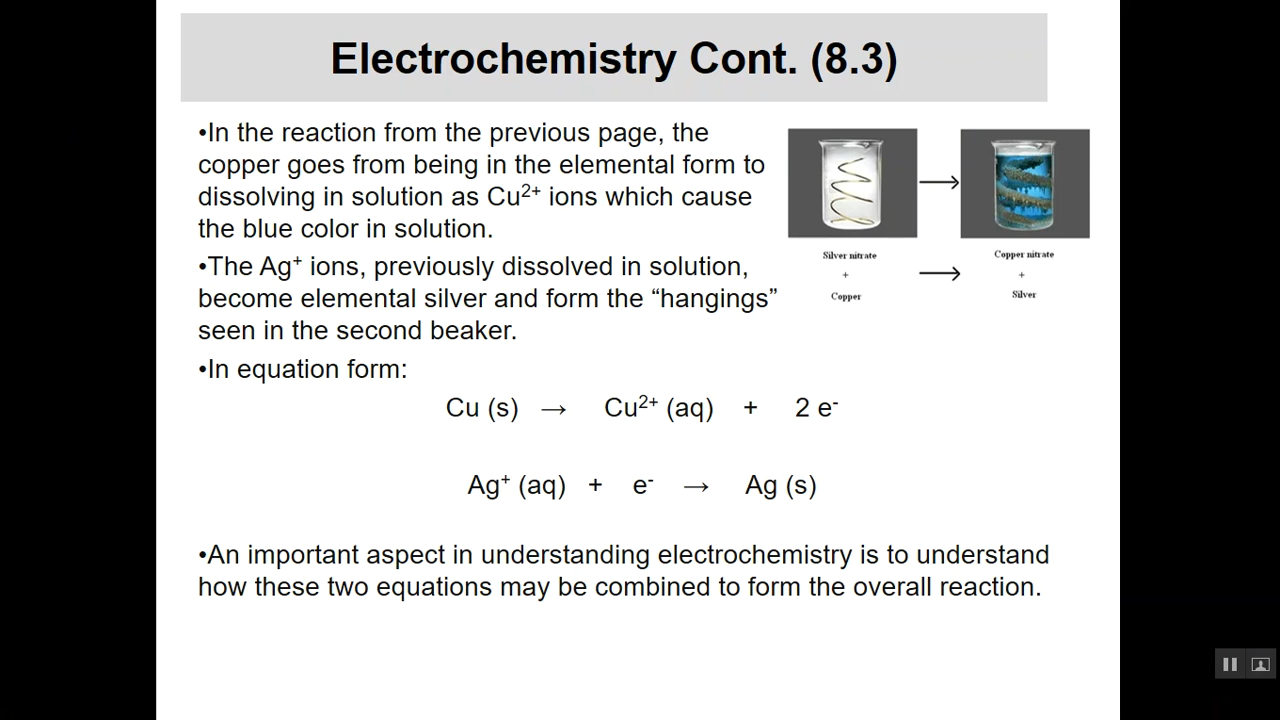 Electrochemistry Cont. (8.3)
•In the reaction from the previous page, the
copper goes from being in the elemental form to
dissolving in solution as Cu²⁺ ions which cause
the blue color in solution.
•The Ag⁺ ions, previously dissolved in solution,
become elemental silver and form the “hangings”
seen in the second beaker.
Silver nitrate
+
Copper
→
→
Copper nitrate
+
Silver
•In equation form:
Cu (s) → Cu²⁺ (aq) + 2 e⁻
Ag⁺ (aq) + e⁻ → Ag (s)
•An important aspect in understanding electrochemistry is to understand
how these two equations may be combined to form the overall reaction.